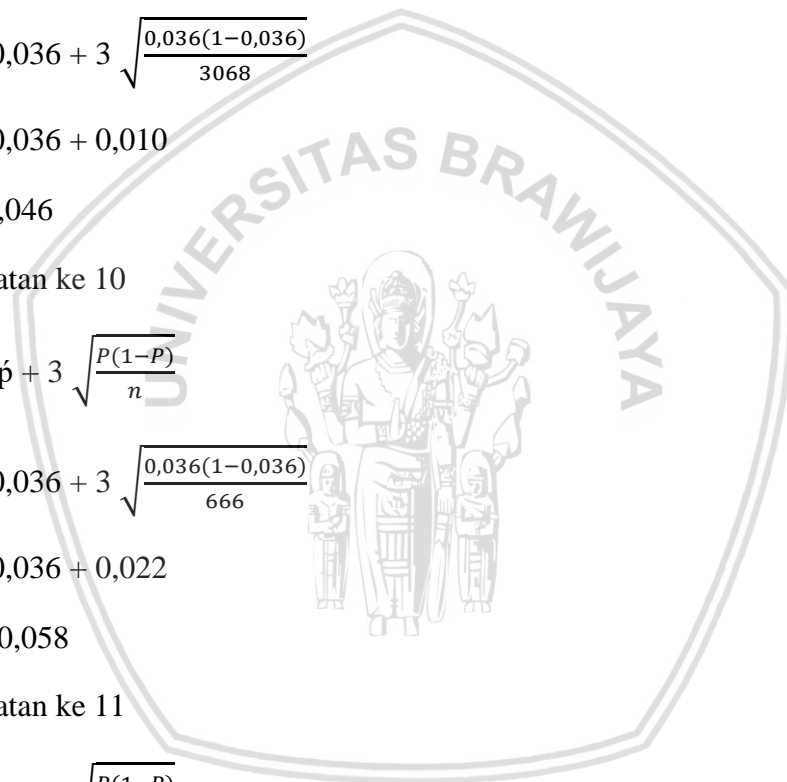 0,036 + 3 √(0,036(1−0,036)/3068)
0,036 + 0,010
,046
atan ke 10
ṕ + 3 √(P(1−P)/n)
0,036 + 3 √(0,036(1−0,036)/666)
0,036 + 0,022
0,058
atan ke 11
UNIVERSITAS BRAWIJAYA